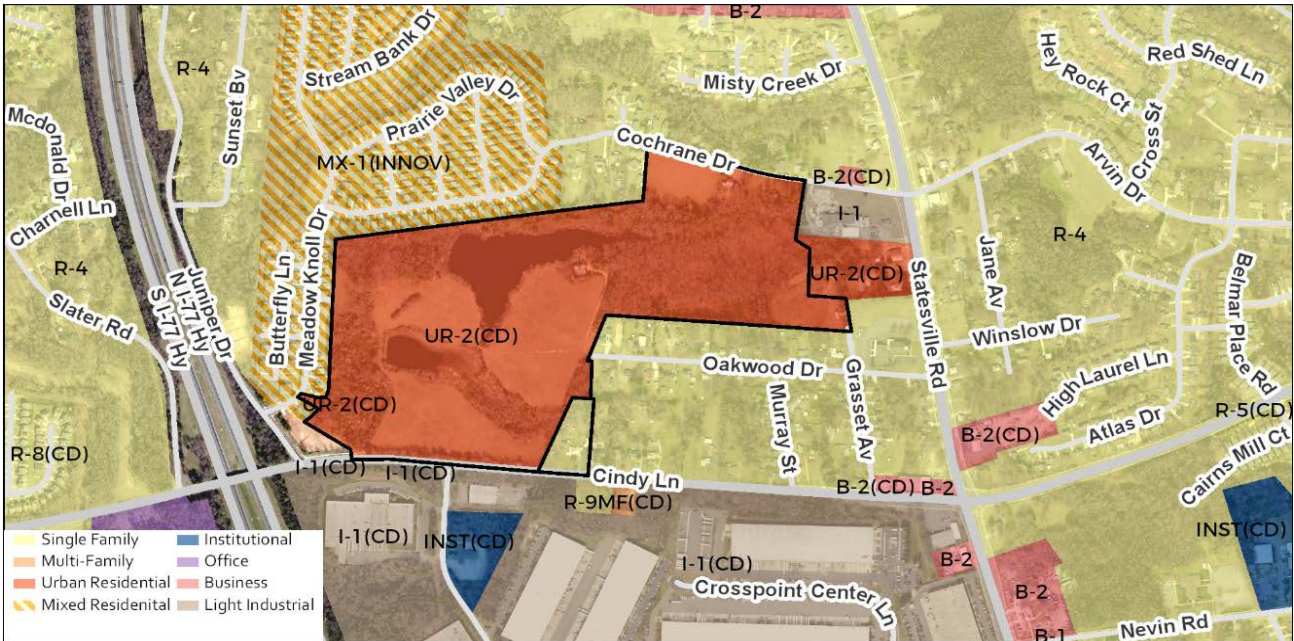 B-2
Stream Bank Dr
Misty Creek Dr
Hey Rock Ct
Red Shed Ln
Cross St
R-4
Sunset Bv
Mcdonald Dr
Prairie Valley Dr
MX-1(INNOV)
Cochrane Dr
B-2(CD)
Arvin Dr
I-1
Charnell Ln
R-4
Slater Rd
S I-77 Hy
N I-77 Hy
Juniper Dr
Butterfly Ln
Meadow Knoll Dr
UR-2(CD)
UR-2(CD)
Statesville Rd
Jane Av
R-4
Belmar Place Rd
Winslow Dr
Oakwood Dr
Murray St
Grasset Av
High Laurel Ln
Atlas Dr
R-5(CD)
UR-2(CD)
R-8(CD)
I-1(CD)
I-1(CD)
Cindy Ln
B-2(CD)
B-2(CD)
B-2
Cairns Mill Ct
R-9MF(CD)
I-1(CD)
INST(CD)
I-1(CD)
INST(CD)
B-2
Crosspoint Center Ln
B-2
Nevin Rd
B-1
Single Family
Institutional
Multi-Family
Office
Urban Residential
Business
Mixed Residental
Light Industrial